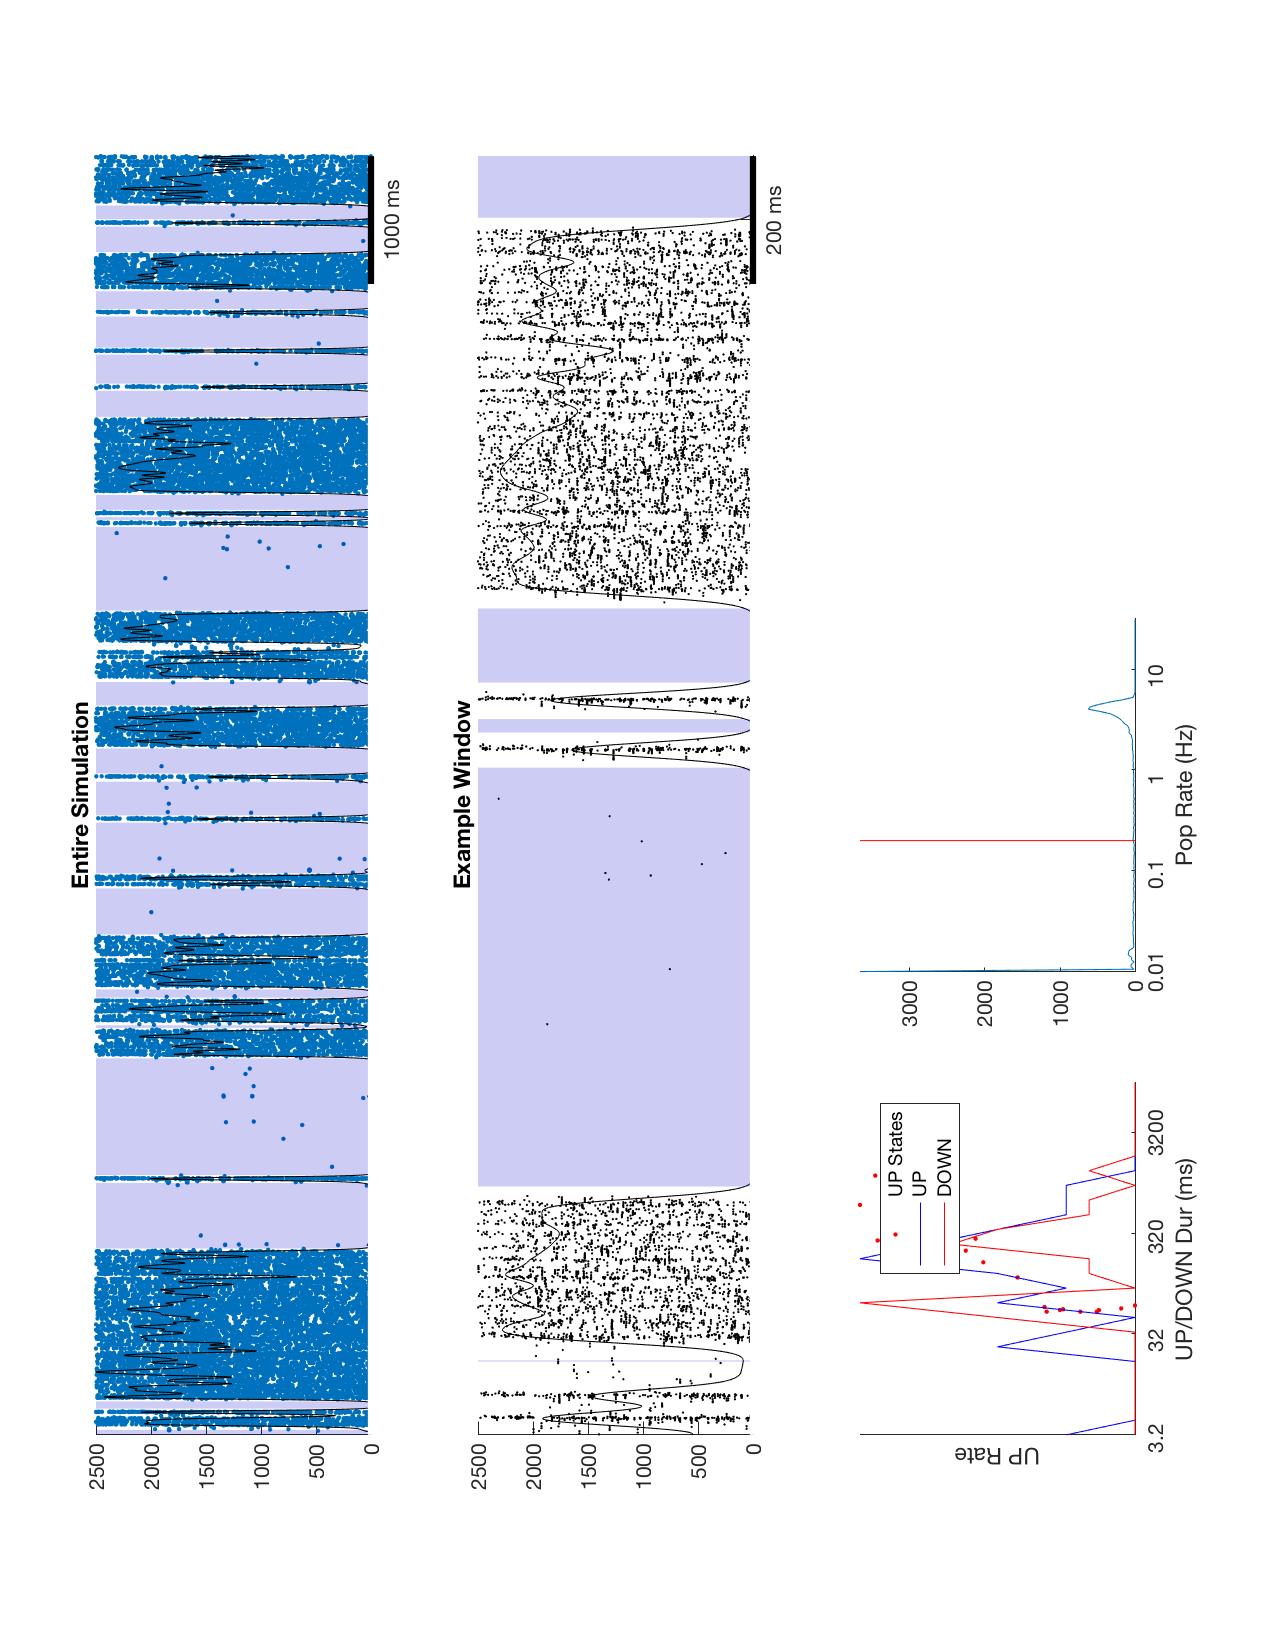 Entire Simulation
2500
2000
1500
1000
500
0
1000 ms
Example Window
2500
2000
1500
1000
500
0
200 ms
UP Rate
UP States
UP
DOWN
3.2 32 320 3200
UP/DOWN Dur (ms)
3000
2000
1000
0
0.01 0.1 1 10
Pop Rate (Hz)